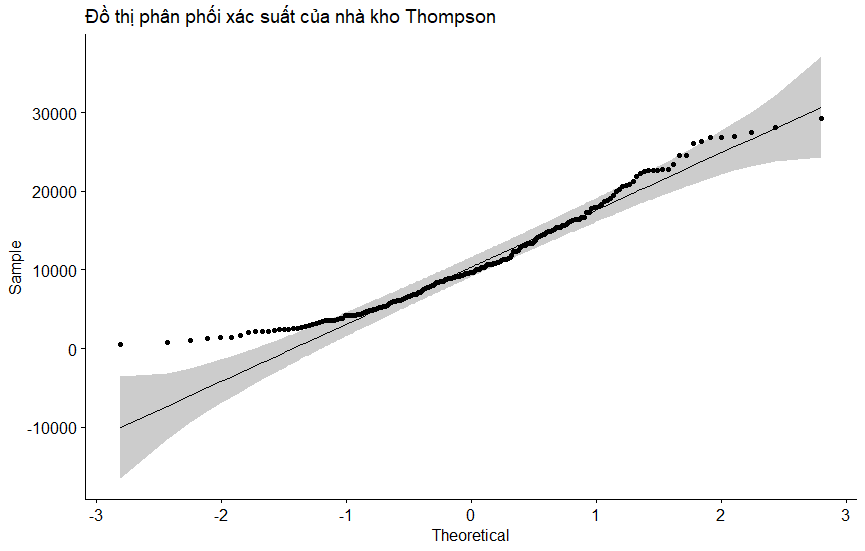 Đồ thị phân phối xác suất của nhà kho Thompson
30000
20000
10000
0
-10000
Sample
-3 -2 -1 0 1 2 3
Theoretical